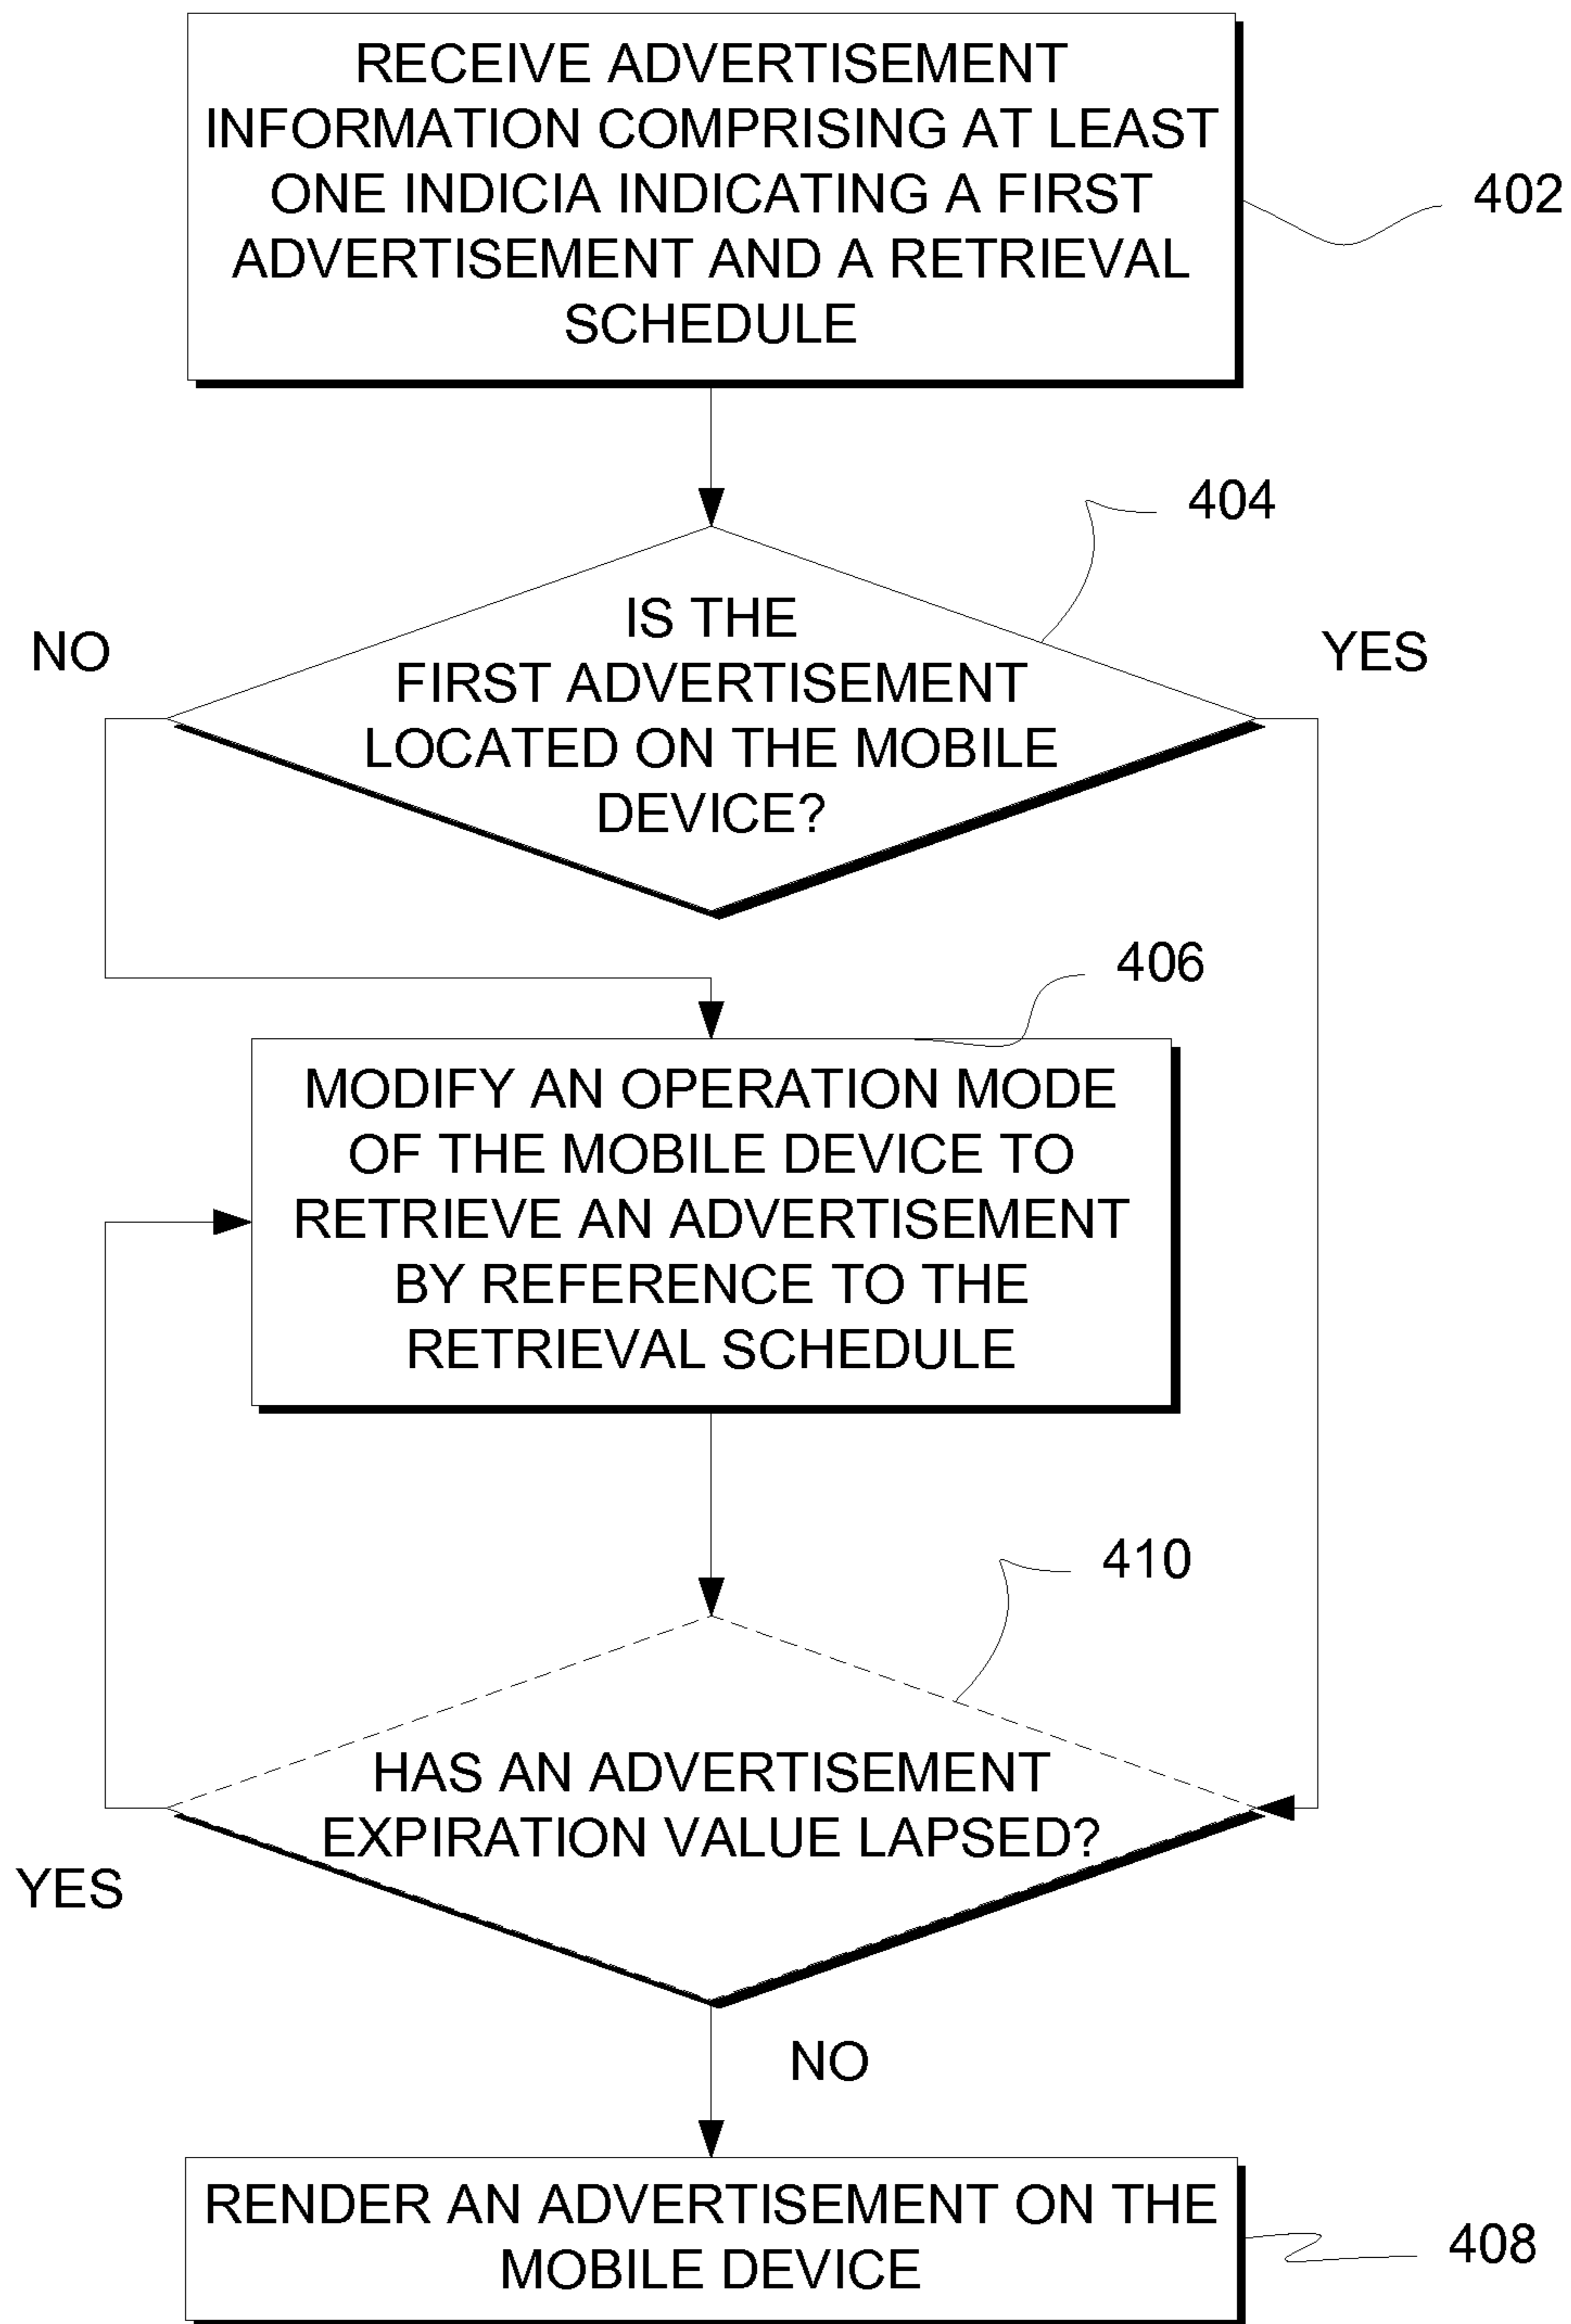 RECEIVE ADVERTISEMENT
INFORMATION COMPRISING AT LEAST
ONE INDICIA INDICATING A FIRST
ADVERTISEMENT AND A RETRIEVAL
SCHEDULE
402
404
IS THE
FIRST ADVERTISEMENT
LOCATED ON THE MOBILE
DEVICE?
NO
YES
406
MODIFY AN OPERATION MODE
OF THE MOBILE DEVICE TO
RETRIEVE AN ADVERTISEMENT
BY REFERENCE TO THE
RETRIEVAL SCHEDULE
410
HAS AN ADVERTISEMENT
EXPIRATION VALUE LAPSED?
YES
NO
RENDER AN ADVERTISEMENT ON THE
MOBILE DEVICE
408